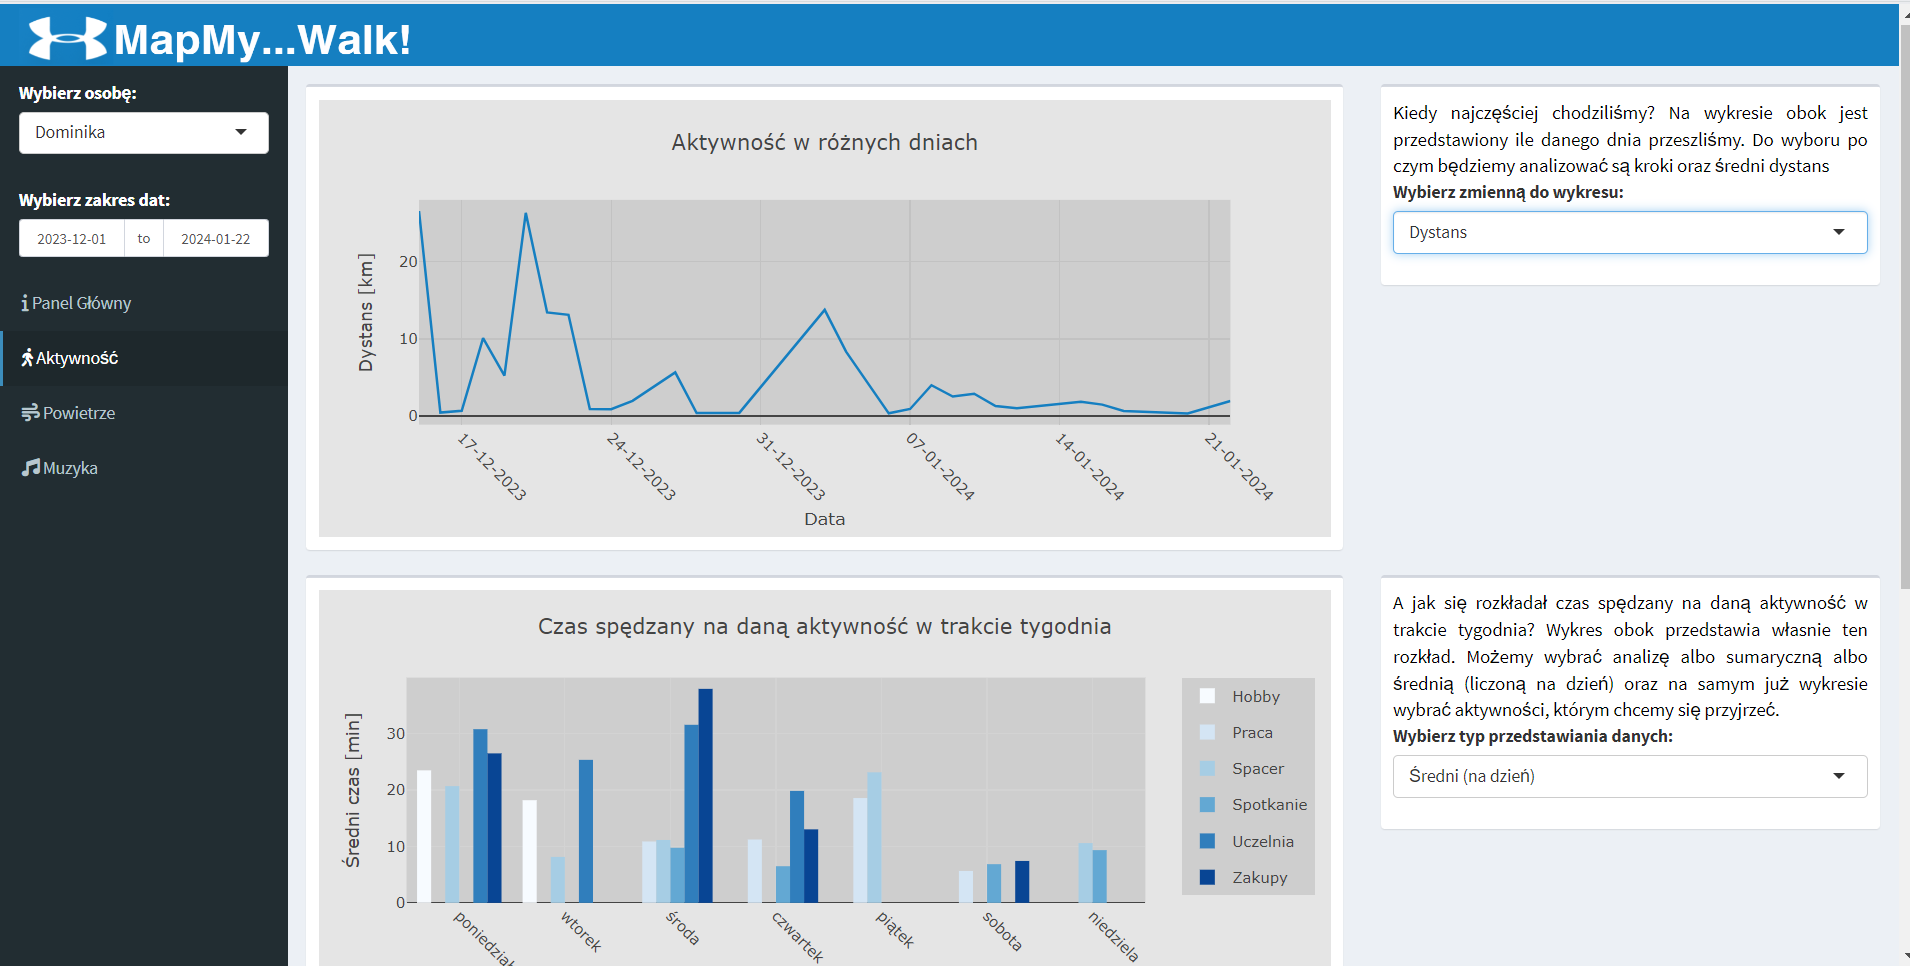 MapMy...Walk!
Wybierz osobę:
Dominika
Wybierz zakres dat:
2023-12-01 to 2024-01-22
Panel Główny
Aktywność
Powietrze
Muzyka
Aktywność w różnych dniach
Dystans [km]
20
10
0
17-12-2023
24-12-2023
31-12-2023
07-01-2024
14-01-2024
21-01-2024
Data
Kiedy najczęściej chodziliśmy? Na wykresie obok jest
przedstawiony ile danego dnia przeszliśmy. Do wyboru po
czym będziemy analizować są kroki oraz średni dystans
Wybierz zmienną do wykresu:
Dystans
Czas spędzany na daną aktywność w trakcie tygodnia
Średni czas [min]
30
20
10
0
poniedział
wtorek
środa
czwartek
piątek
sobota
niedziela
Hobby
Praca
Spacer
Spotkanie
Uczelnia
Zakupy
A jak się rozkładał czas spędzany na daną aktywność w
trakcie tygodnia? Wykres obok przedstawia własnie ten
rozkład. Możemy wybrać analizę albo sumaryczną albo
średnią (liczoną na dzień) oraz na samym już wykresie
wybrać aktywności, którym chcemy się przyjrzeć.
Wybierz typ przedstawiania danych:
Średni (na dzień)